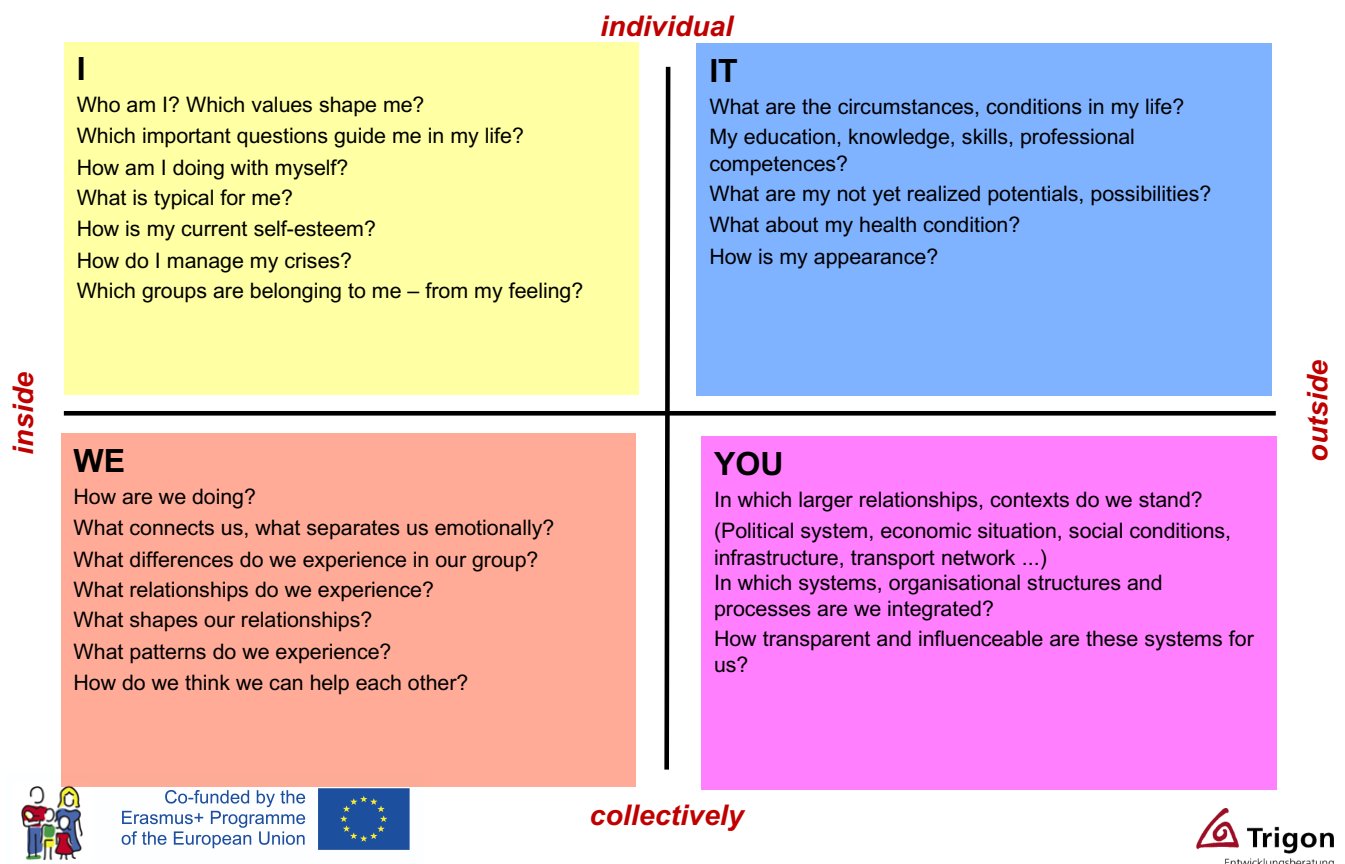 individual
I
Who am I? Which values shape me?
Which important questions guide me in my life?
How am I doing with myself?
What is typical for me?
How is my current self-esteem?
How do I manage my crises?
Which groups are belonging to me – from my feeling?
IT
What are the circumstances, conditions in my life?
My education, knowledge, skills, professional
competences?
What are my not yet realized potentials, possibilities?
What about my health condition?
How is my appearance?
inside
outside
WE
How are we doing?
What connects us, what separates us emotionally?
What differences do we experience in our group?
What relationships do we experience?
What shapes our relationships?
What patterns do we experience?
How do we think we can help each other?
YOU
In which larger relationships, contexts do we stand?
(Political system, economic situation, social conditions,
infrastructure, transport network ...)
In which systems, organisational structures and
processes are we integrated?
How transparent and influenceable are these systems for
us?
Co-funded by the
Erasmus+ Programme
of the European Union
collectively
Trigon
Entwicklungsberatung